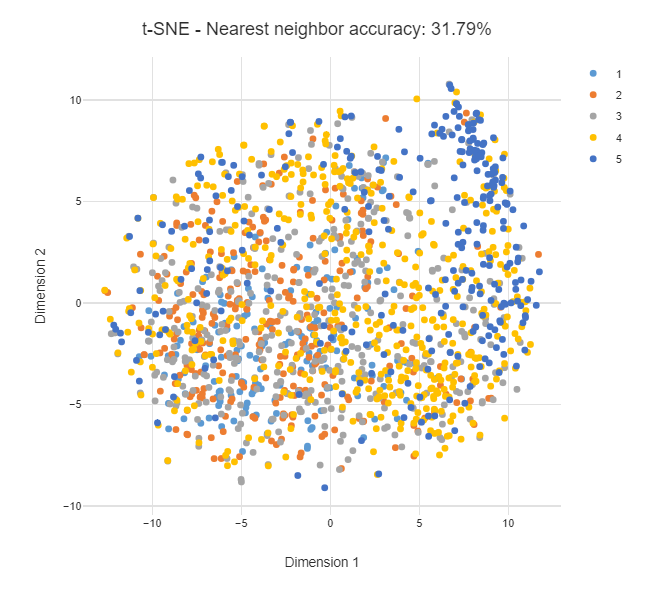 t-SNE - Nearest neighbor accuracy: 31.79%
1
2
3
4
5
10
5
0
−5
−10
Dimension 2
−10 −5 0 5 10
Dimension 1